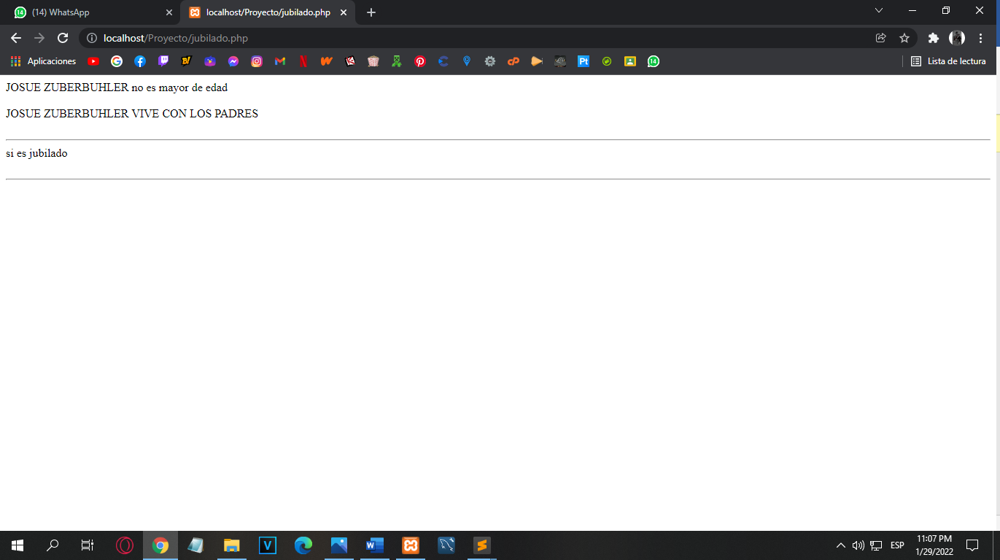 (14) WhatsApp
localhost/Proyecto/jubilado.php
localhost/Proyecto/jubilado.php
Aplicaciones
Lista de lectura
JOSUE ZUBERBUHLER no es mayor de edad
JOSUE ZUBERBUHLER VIVE CON LOS PADRES
si es jubilado
ESP
11:07 PM
1/29/2022